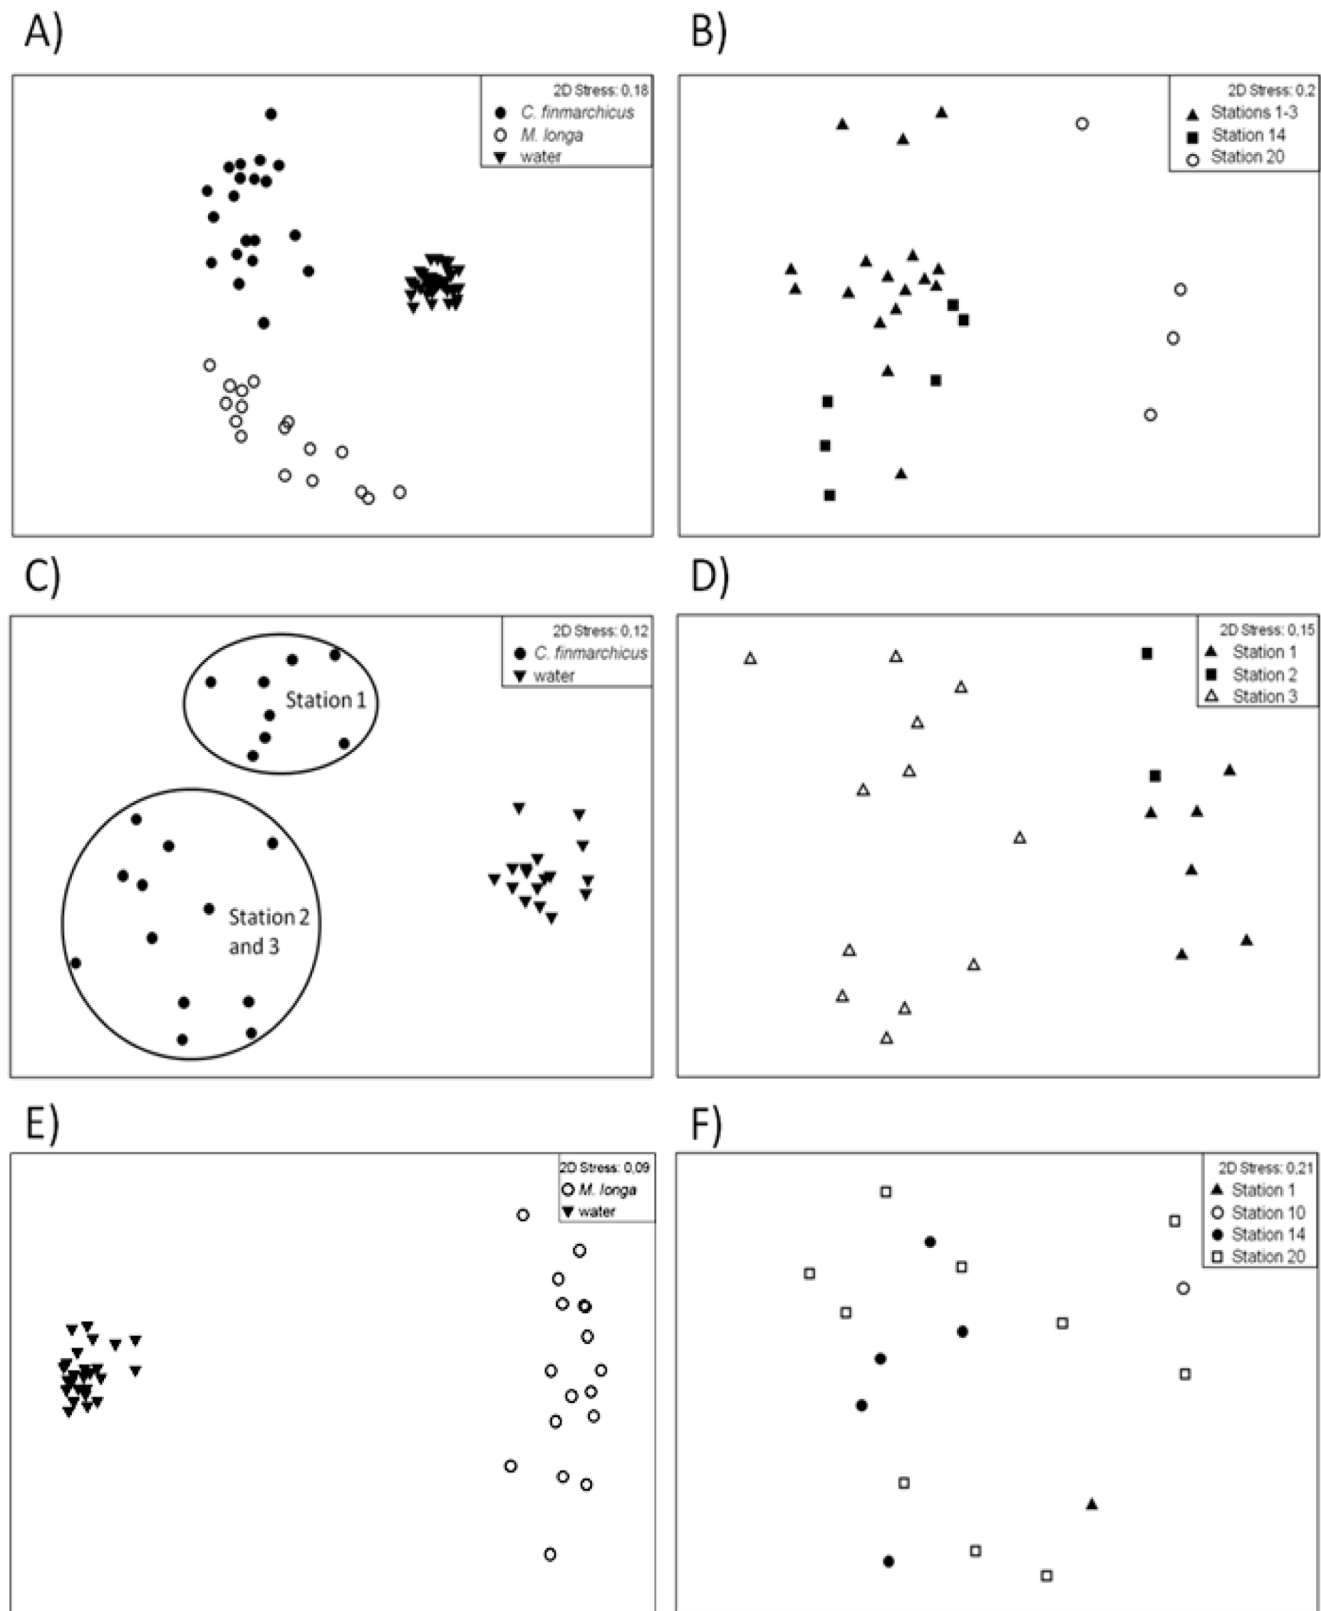 A)
2D Stress: 0,18
C. finmarchicus
M. longa
water
B)
2D Stress: 0,2
Stations 1-3
Station 14
Station 20
C)
2D Stress: 0,12
C. finmarchicus
water
Station 1
Station 2
and 3
D)
2D Stress: 0,15
Station 1
Station 2
Station 3
E)
2D Stress: 0,09
M. longa
water
F)
2D Stress: 0,21
Station 1
Station 10
Station 14
Station 20